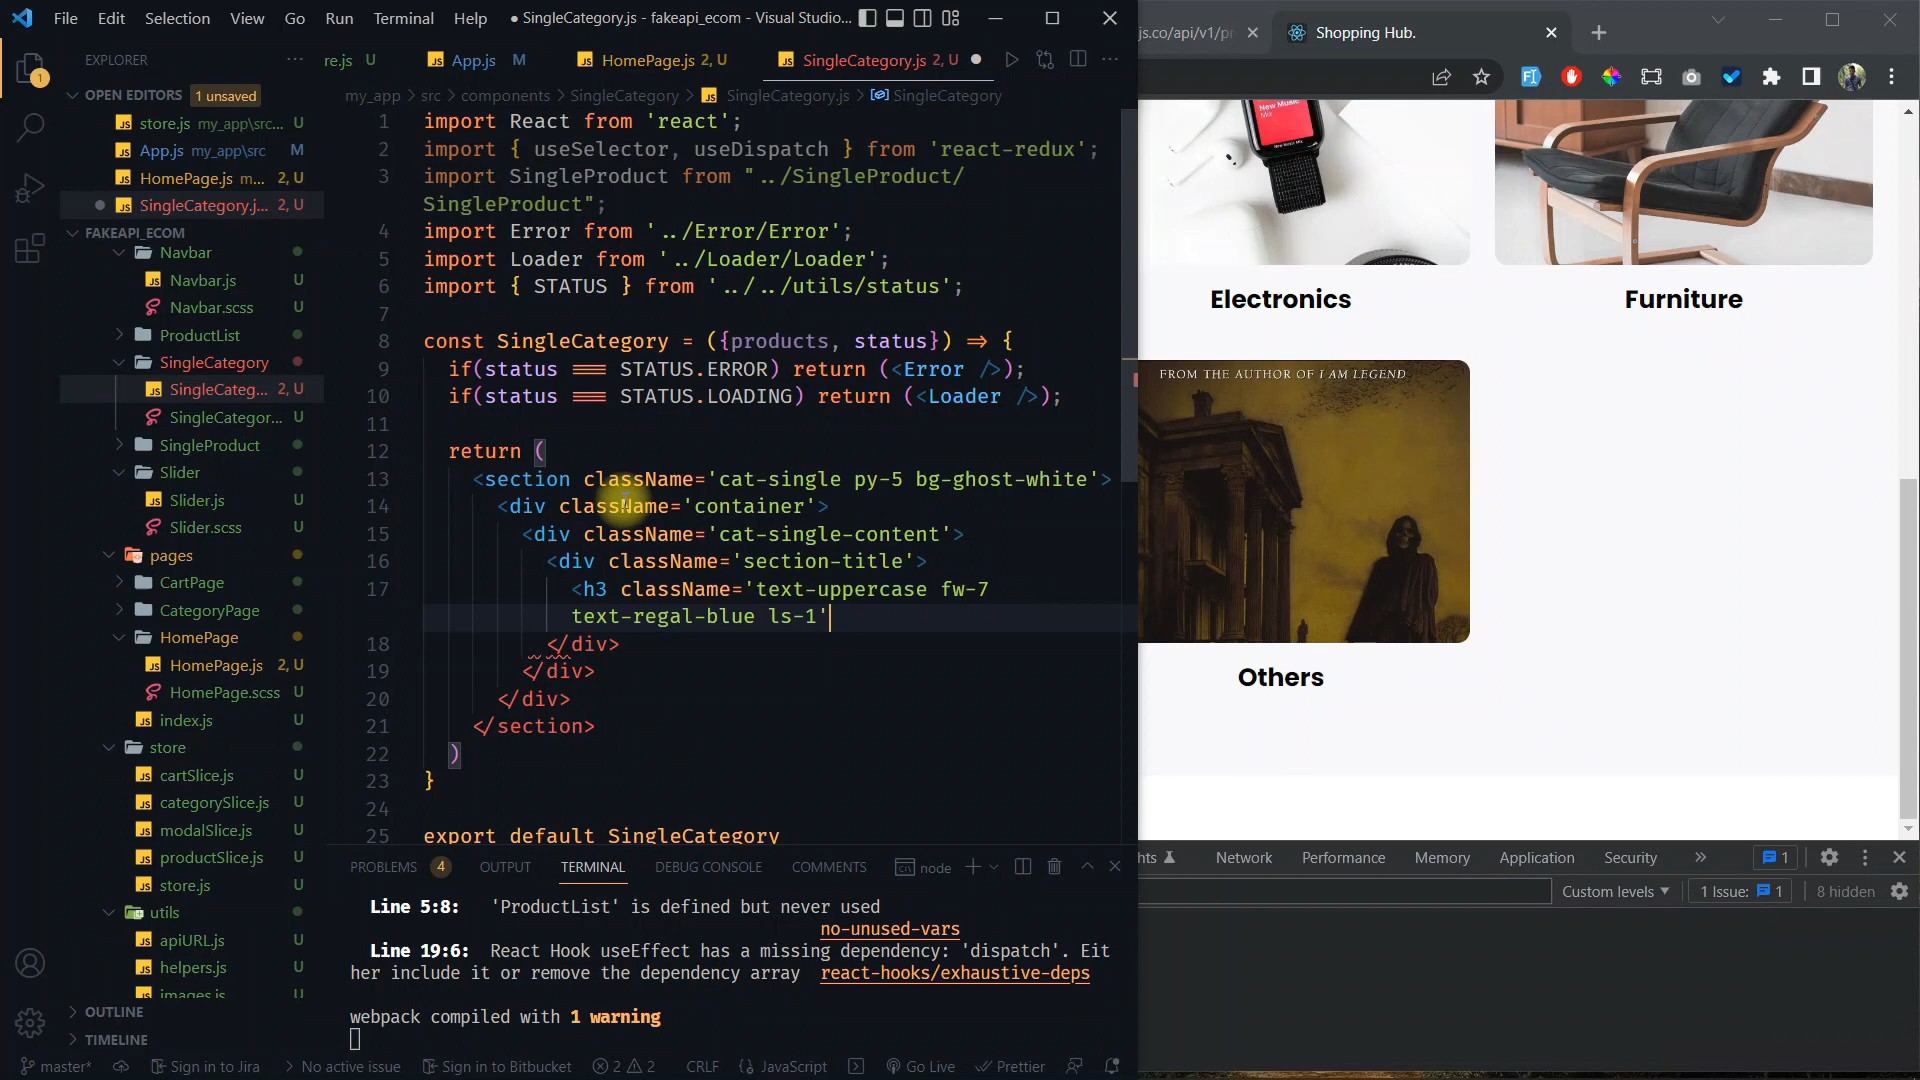 File Edit Selection View Go Run Terminal Help
● SingleCategory.js - fakeapi_ecom - Visual Studio...
EXPLORER ...
OPEN EDITORS 1 unsaved
store.js my_app\src... U
App.js my_app\src M
HomePage.js m... 2, U
SingleCategory.j... 2, U
FAKEAPI_ECOM
Navbar
Navbar.js U
Navbar.scss U
ProductList
SingleCategory
SingleCateg... 2, U
SingleCategor... U
SingleProduct
Slider
Slider.js U
Slider.scss U
pages
CartPage
CategoryPage
HomePage
HomePage.js 2, U
HomePage.scss U
index.js U
store
cartSlice.js U
categorySlice.js U
modalSlice.js U
productSlice.js U
store.js U
utils
apiURL.js U
helpers.js U
images.js U
OUTLINE
TIMELINE
re.js U App.js M HomePage.js 2, U SingleCategory.js 2, U
my_app > src > components > SingleCategory > SingleCategory.js > SingleCategory
1 import React from 'react';
2 import { useSelector, useDispatch } from 'react-redux';
3 import SingleProduct from "../SingleProduct/
SingleProduct";
4 import Error from '../Error/Error';
5 import Loader from '../Loader/Loader';
6 import { STATUS } from '../../utils/status';
7
8 const SingleCategory = ({products, status}) => {
9 if(status === STATUS.ERROR) return (<Error />);
10 if(status === STATUS.LOADING) return (<Loader />);
11
12 return (
13 <section className='cat-single py-5 bg-ghost-white'>
14 <div className='container'>
15 <div className='cat-single-content'>
16 <div className='section-title'>
17 <h3 className='text-uppercase fw-7
text-regal-blue ls-1'
18 </div>
19 </div>
20 </div>
21 </section>
22 )
23 }
24
25 export default SingleCategory
PROBLEMS 4 OUTPUT TERMINAL DEBUG CONSOLE COMMENTS node
Line 5:8: 'ProductList' is defined but never used
no-unused-vars
Line 19:6: React Hook useEffect has a missing dependency: 'dispatch'. Eit
her include it or remove the dependency array react-hooks/exhaustive-deps
webpack compiled with 1 warning
master* Sign in to Jira No active issue Sign in to Bitbucket 2 2 CRLF {} JavaScript Go Live Prettier
js.co/api/v1/pr Shopping Hub.
New Music
Electronics
Furniture
FROM THE AUTHOR OF I AM LEGEND
Others
hts Network Performance Memory Application Security 1
Custom levels 1 Issue: 1 8 hidden